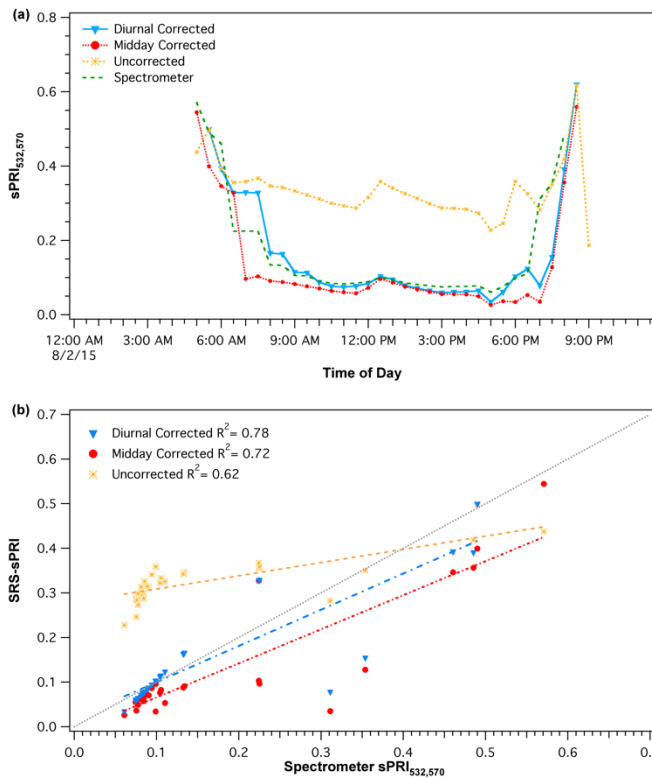 (a)
Diurnal Corrected
Midday Corrected
Uncorrected
Spectrometer
0.8
0.6
0.4
0.2
0.0
sPRI532,570
12:00 AM 3:00 AM 6:00 AM 9:00 AM 12:00 PM 3:00 PM 6:00 PM 9:00 PM
8/2/15
Time of Day
(b)
Diurnal Corrected R2= 0.78
Midday Corrected R2= 0.72
Uncorrected R2= 0.62
0.7
0.6
0.5
0.4
0.3
0.2
0.1
0.0
SRS-sPRI
0.0 0.1 0.2 0.3 0.4 0.5 0.6 0.7
Spectrometer sPRI532,570